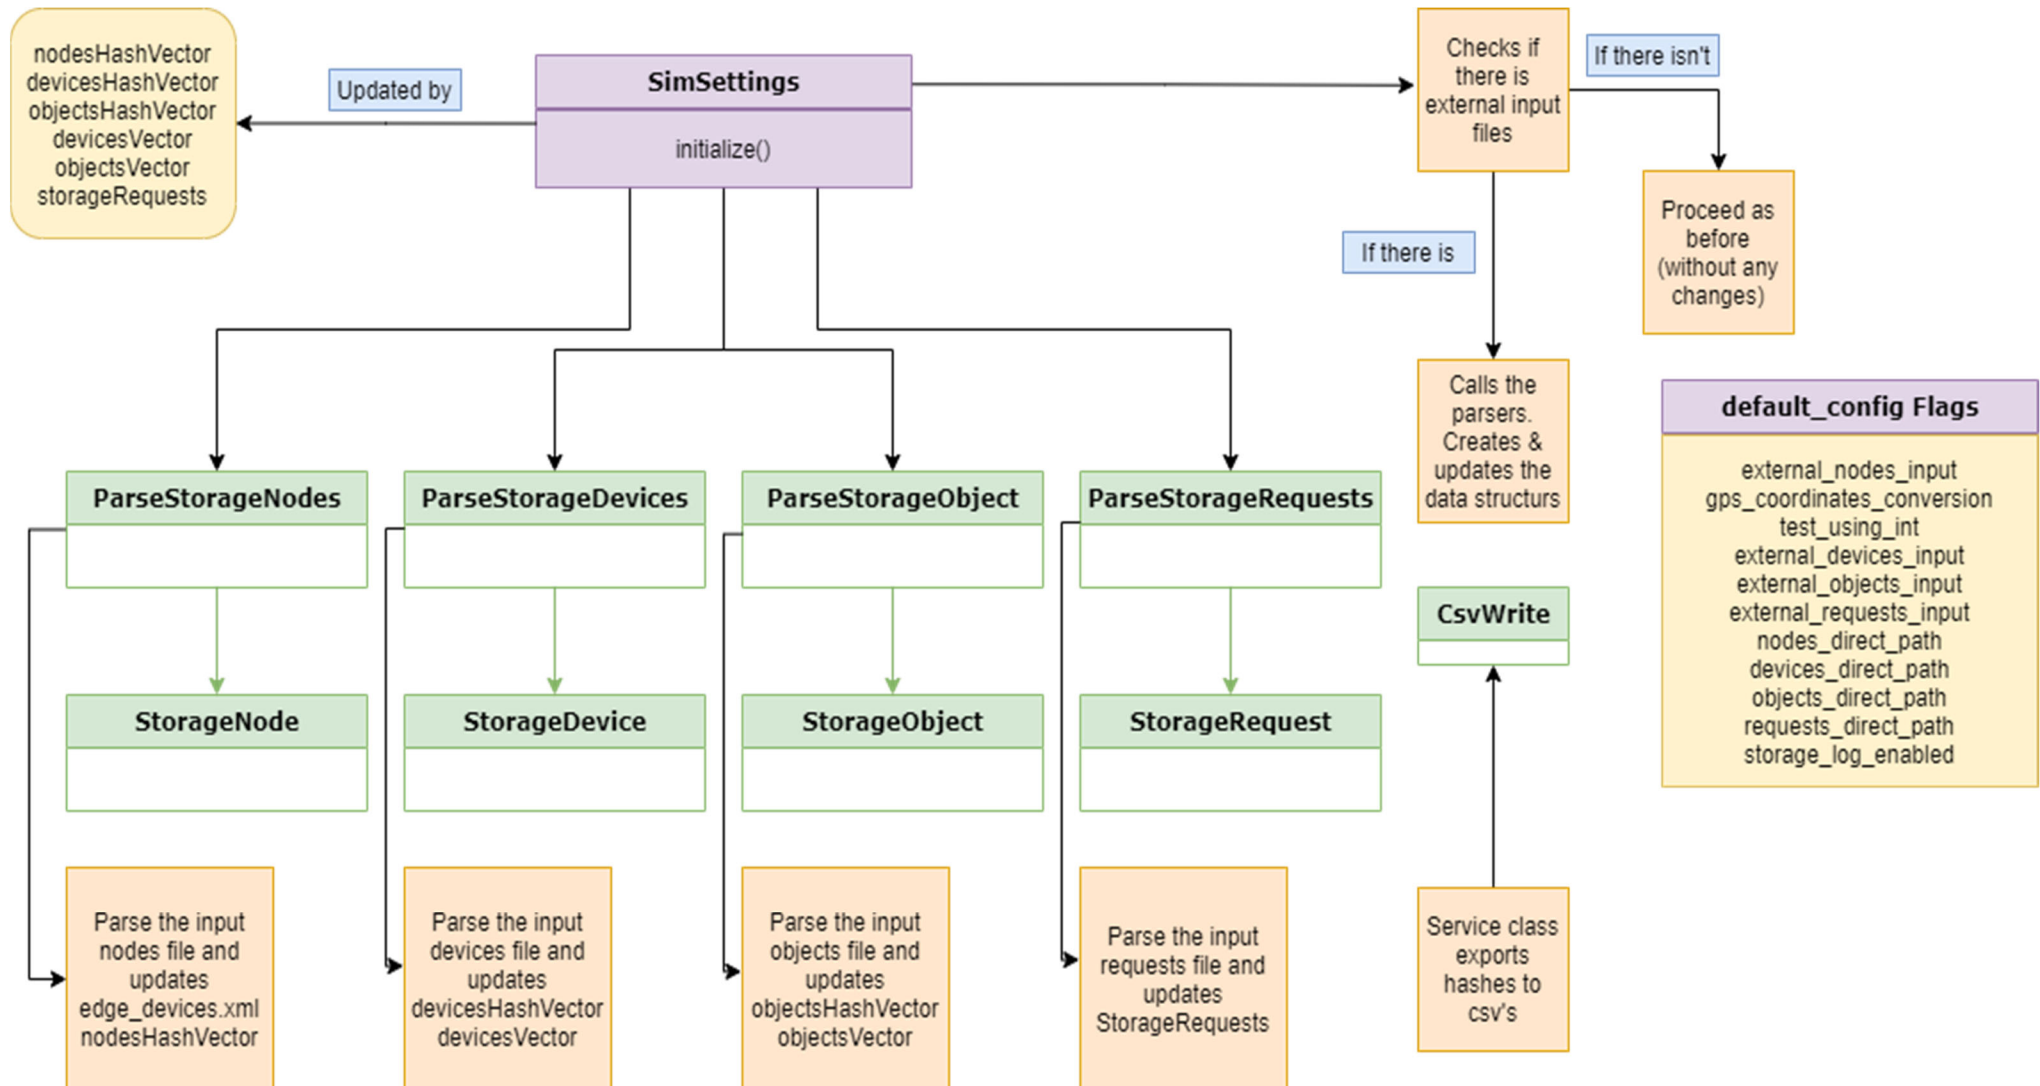 nodesHashVector
devicesHashVector
objectsHashVector
devicesVector
objectsVector
storageRequests
Updated by
SimSettings
initialize()
Checks if
there is
external input
files
If there isn't
Proceed as
before
(without any
changes)
If there is
Calls the
parsers.
Creates &
updates the
data structurs
default_config Flags
external_nodes_input
gps_coordinates_conversion
test_using_int
external_devices_input
external_objects_input
external_requests_input
nodes_direct_path
devices_direct_path
objects_direct_path
requests_direct_path
storage_log_enabled
ParseStorageNodes
ParseStorageDevices
ParseStorageObject
ParseStorageRequests
CsvWrite
StorageNode
StorageDevice
StorageObject
StorageRequest
Parse the input
nodes file and
updates
edge_devices.xml
nodesHashVector
Parse the input
devices file and
updates
devicesHashVector
devicesVector
Parse the input
objects file and
updates
objectsHashVector
objectsVector
Parse the input
requests file and
updates
StorageRequests
Service class
exports
hashes to
csv's